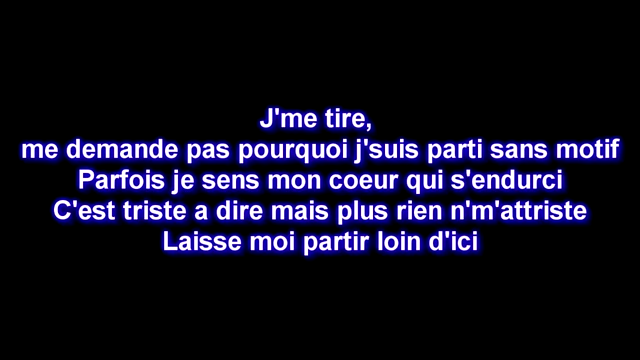 J'me tire,
me demande pas pourquoi j'suis parti sans motif
Parfois je sens mon coeur qui s'endurci
C'est triste a dire mais plus rien n'm'attriste
Laisse moi partir loin d'ici